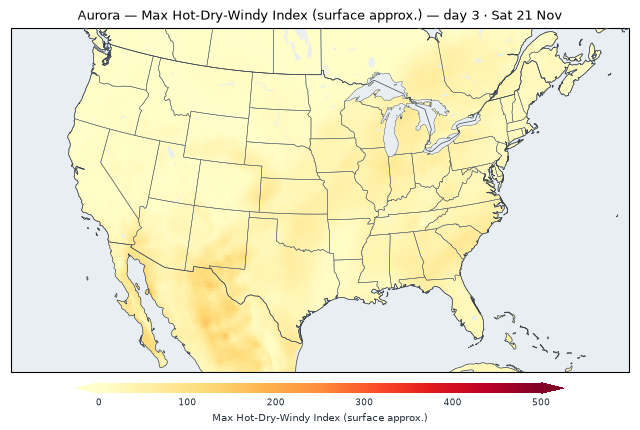 Aurora — Max Hot-Dry-Windy Index (surface approx.) — day 3 · Sat 21 Nov
0 100 200 300 400 500
Max Hot-Dry-Windy Index (surface approx.)